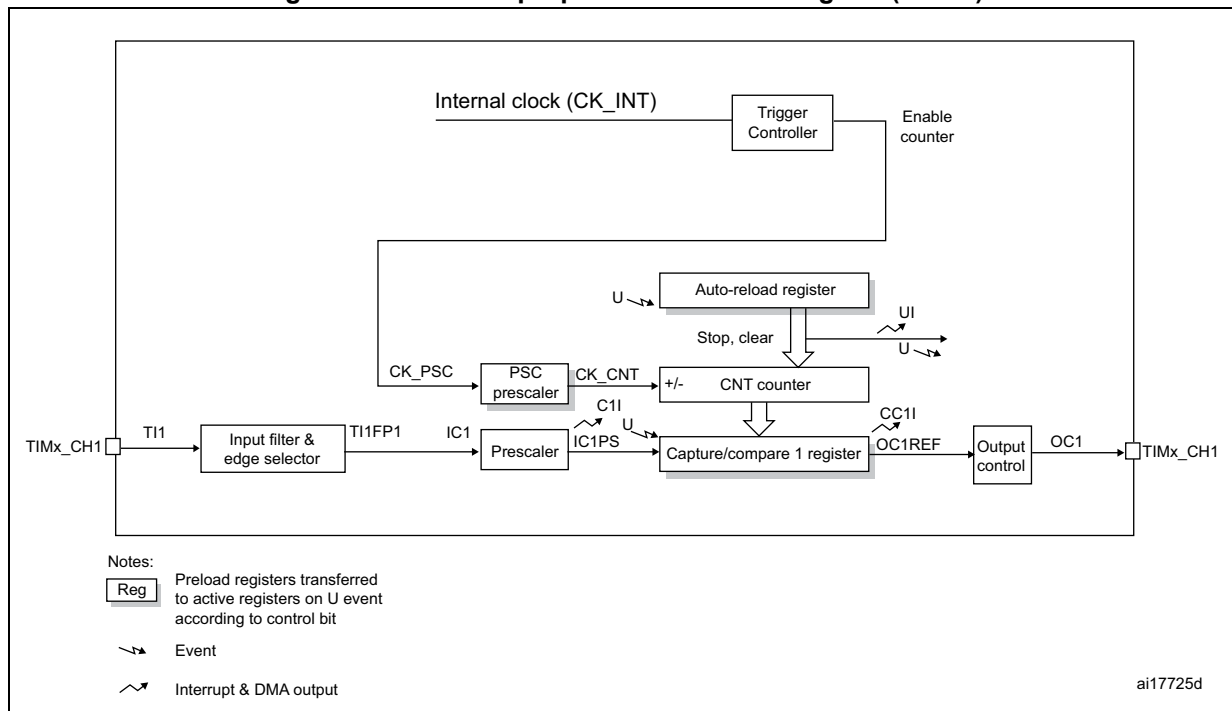 Internal clock (CK_INT)
Trigger
Controller
Enable
counter
U
Auto-reload register
Stop, clear
UI
U
CK_PSC
PSC
prescaler
CK_CNT
+/-
CNT counter
TIMx_CH1
TI1
Input filter &
edge selector
TI1FP1
IC1
Prescaler
C1I
IC1PS
U
Capture/compare 1 register
CC1I
OC1REF
Output
control
OC1
TIMx_CH1
Notes:
Reg
Preload registers transferred
to active registers on U event
according to control bit
Event
Interrupt & DMA output
ai17725d